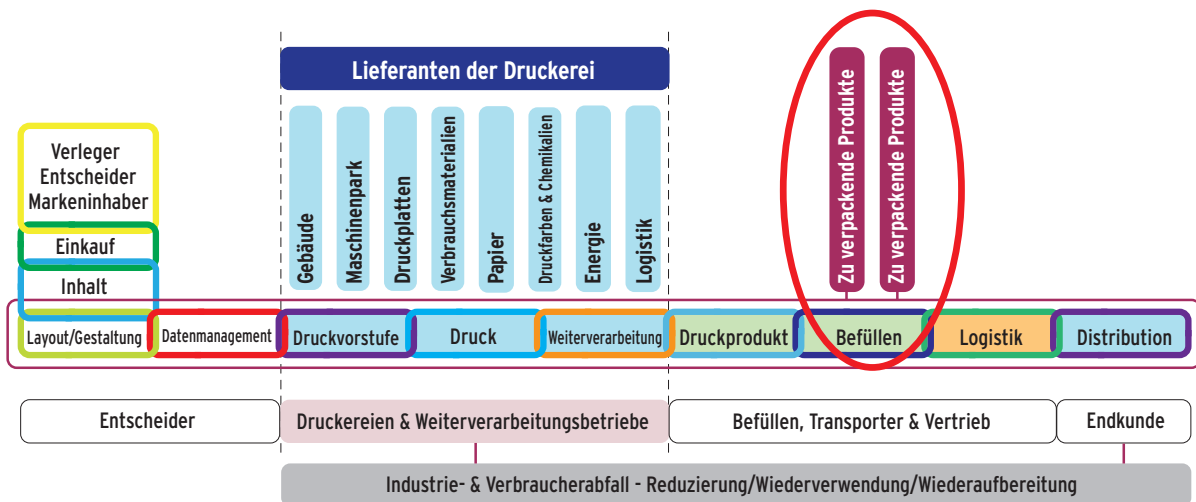 Lieferanten der Druckerei
Verleger
Entscheider
Markeninhaber
Einkauf
Inhalt
Gebäude
Maschinenpark
Druckplatten
Verbrauchsmaterialien
Papier
Druckfarben & Chemikalien
Energie
Logistik
Zu verpackende Produkte
Zu verpackende Produkte
Layout/Gestaltung
Datenmanagement
Druckvorstufe
Druck
Weiterverarbeitung
Druckprodukt
Befüllen
Logistik
Distribution
Entscheider
Druckereien & Weiterverarbeitungsbetriebe
Befüllen, Transporter & Vertrieb
Endkunde
Industrie- & Verbraucherabfall - Reduzierung/Wiederverwendung/Wiederaufbereitung